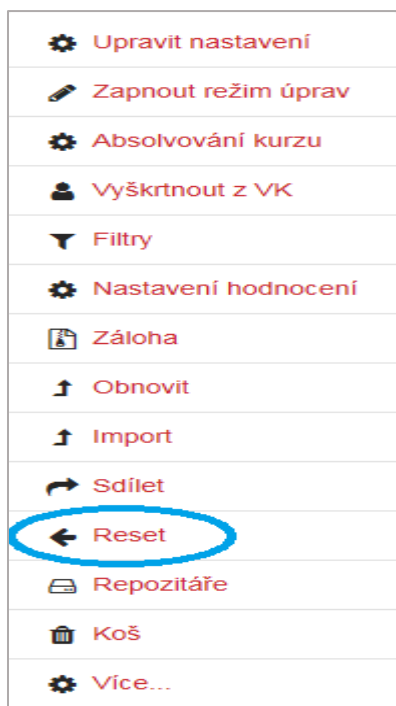 Upravit nastavení
Zapnout režim úprav
Absolvování kurzu
Vyškrtnout z VK
Filtry
Nastavení hodnocení
Záloha
Obnovit
Import
Sdílet
Reset
Repozitáře
Koš
Více...